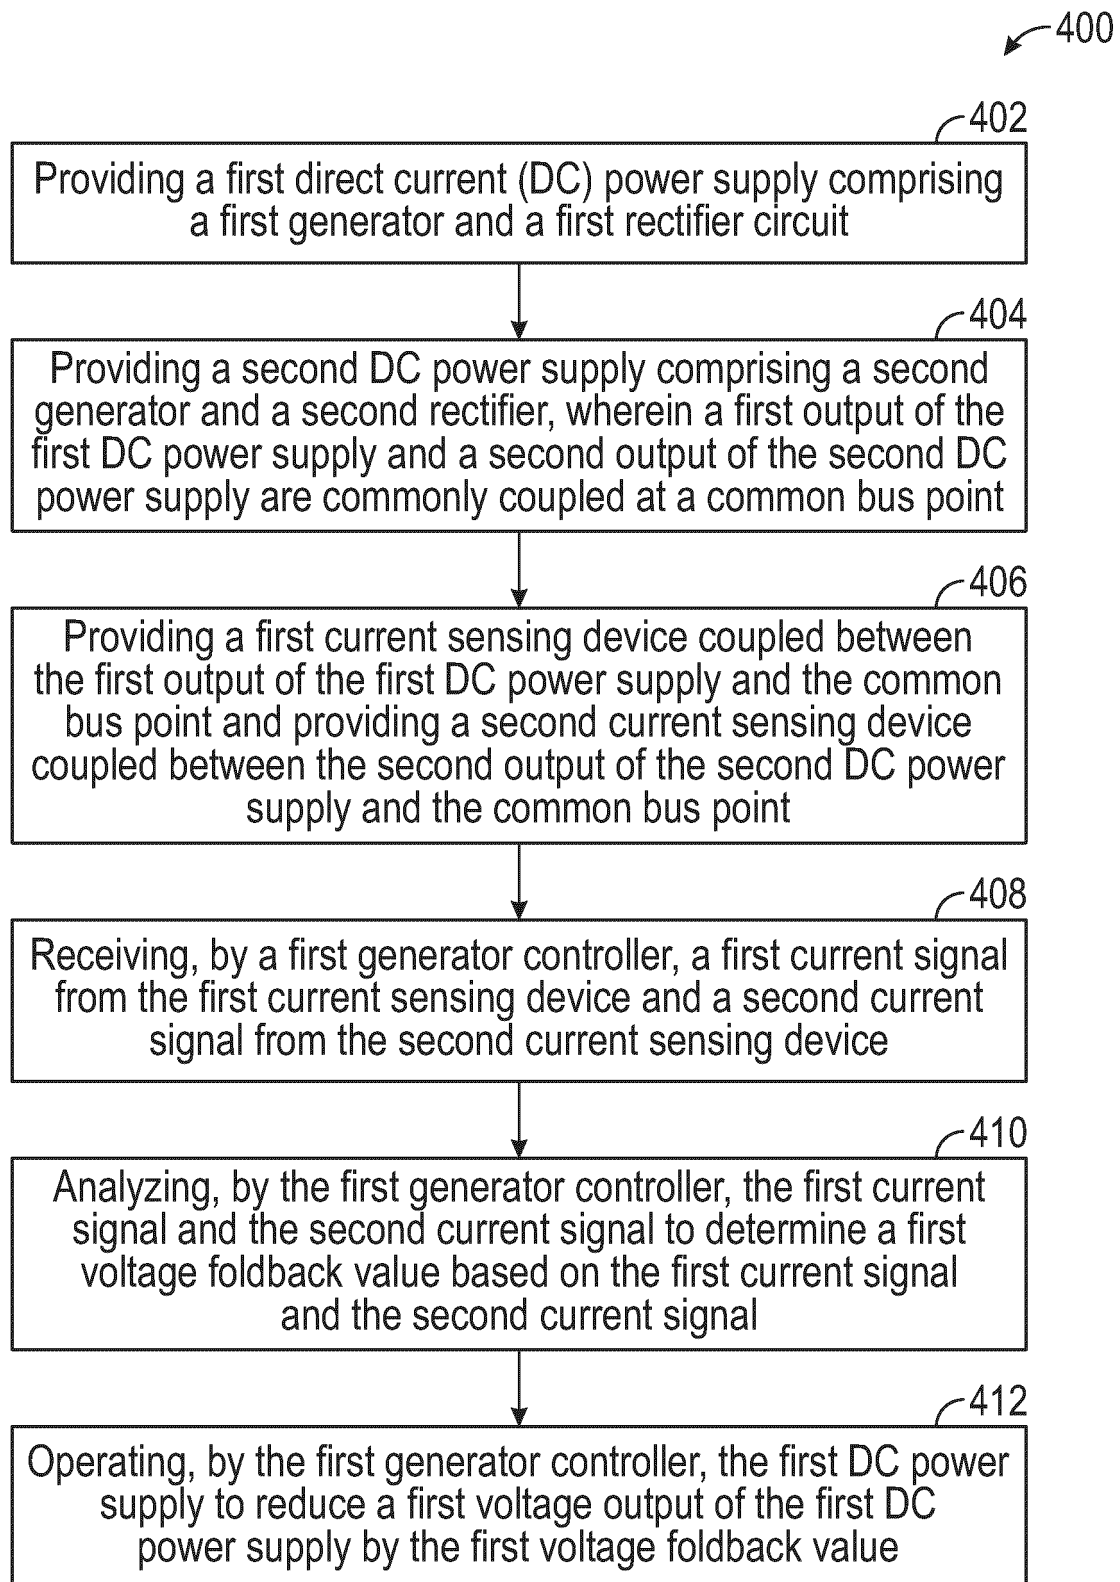 400
402
Providing a first direct current (DC) power supply comprising
a first generator and a first rectifier circuit
404
Providing a second DC power supply comprising a second
generator and a second rectifier, wherein a first output of the
first DC power supply and a second output of the second DC
power supply are commonly coupled at a common bus point
406
Providing a first current sensing device coupled between
the first output of the first DC power supply and the common
bus point and providing a second current sensing device
coupled between the second output of the second DC power
supply and the common bus point
408
Receiving, by a first generator controller, a first current signal
from the first current sensing device and a second current
signal from the second current sensing device
410
Analyzing, by the first generator controller, the first current
signal and the second current signal to determine a first
voltage foldback value based on the first current signal
and the second current signal
412
Operating, by the first generator controller, the first DC power
supply to reduce a first voltage output of the first DC
power supply by the first voltage foldback value